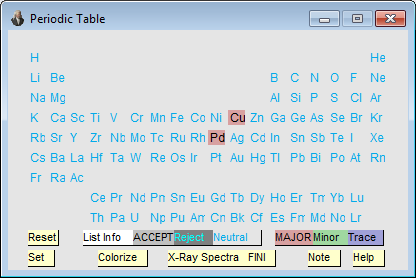 Periodic Table
H He
Li Be B C N O F Ne
Na Mg Al Si P S Cl Ar
K Ca Sc Ti V Cr Mn Fe Co Ni Cu Zn Ga Ge As Se Br Kr
Rb Sr Y Zr Nb Mo Tc Ru Rh Pd Ag Cd In Sn Sb Te I Xe
Cs Ba La Hf Ta W Re Os Ir Pt Au Hg Tl Pb Bi Po At Rn
Fr Ra Ac
Ce Pr Nd Pm Sn Eu Gd Tb Dy Ho Er Tm Yb Lu
Th Pa U Np Pu Am Cn Bk Cf Es Fm Md No Lr
Reset List Info ACCEPT Reject Neutral MAJOR Minor Trace
Set Colorize X-Ray Spectra FINI Note Help